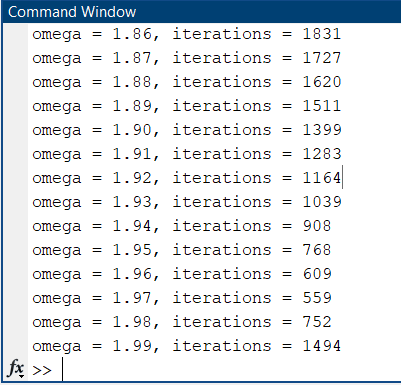 Command Window
omega = 1.86, iterations = 1831
omega = 1.87, iterations = 1727
omega = 1.88, iterations = 1620
omega = 1.89, iterations = 1511
omega = 1.90, iterations = 1399
omega = 1.91, iterations = 1283
omega = 1.92, iterations = 1164
omega = 1.93, iterations = 1039
omega = 1.94, iterations = 908
omega = 1.95, iterations = 768
omega = 1.96, iterations = 609
omega = 1.97, iterations = 559
omega = 1.98, iterations = 752
omega = 1.99, iterations = 1494
fx >>